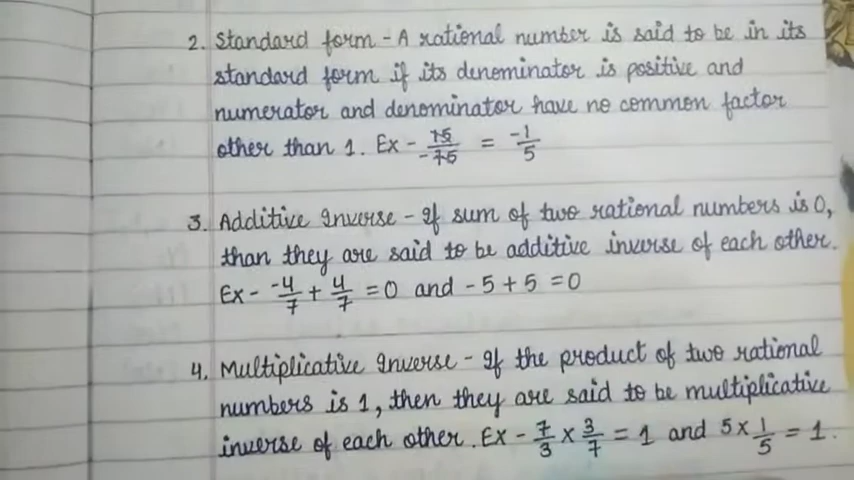 2. Standard form - A rational number is said to be in its
standard form if its denominator is positive and
numerator and denominator have no common factor
other than 1. Ex - 15/-75 = -1/5
3. Additive Inverse - If sum of two rational numbers is 0,
than they are said to be additive inverse of each other.
Ex - -4/7 + 4/7 = 0 and -5 + 5 = 0
4. Multiplicative Inverse - If the product of two rational
numbers is 1, then they are said to be multiplicative
inverse of each other. Ex - 7/3 x 3/7 = 1 and 5 x 1/5 = 1.